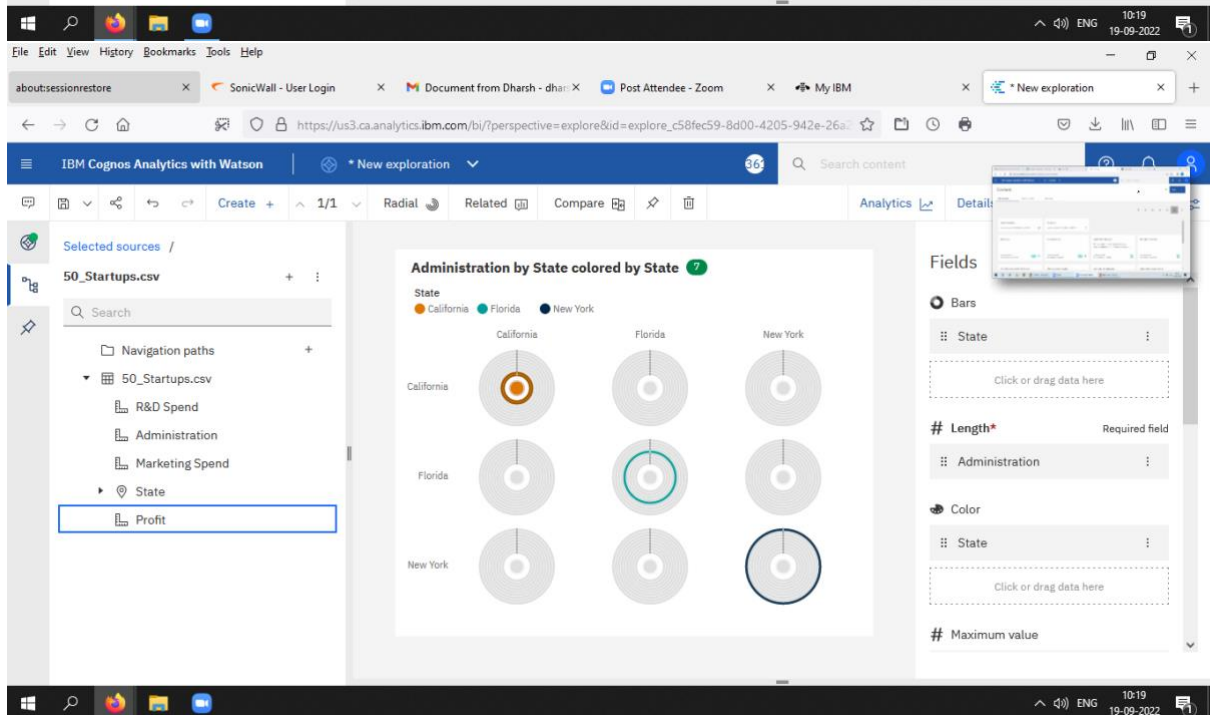 ENG
10:19
19-09-2022
File Edit View History Bookmarks Tools Help
about:sessionrestore
SonicWall - User Login
Document from Dharsh - dhar
Post Attendee - Zoom
My IBM
* New exploration
https://us3.ca.analytics.ibm.com/bi/?perspective=explore&id=explore_c58fec59-8d00-4205-942e-26a
IBM Cognos Analytics with Watson
* New exploration
Search content
Create +
1/1
Radial
Related
Compare
Analytics
Details
Selected sources /
50_Startups.csv
Search
Navigation paths
50_Startups.csv
R&D Spend
Administration
Marketing Spend
State
Profit
Administration by State colored by State 7
State
California Florida New York
California Florida New York
California
Florida
New York
Fields
Bars
State
Click or drag data here
# Length* Required field
Administration
Color
State
Click or drag data here
# Maximum value
ENG
10:19
19-09-2022